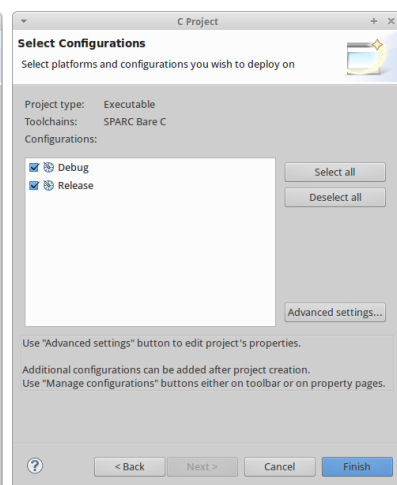 C Project
Select Configurations
Select platforms and configurations you wish to deploy on
Project type: Executable
Toolchains: SPARC Bare C
Configurations:
Debug
Release
Select all
Deselect all
Advanced settings...
Use "Advanced settings" button to edit project's properties.
Additional configurations can be added after project creation.
Use "Manage configurations" buttons either on toolbar or on property pages.
?
< Back
Next >
Cancel
Finish